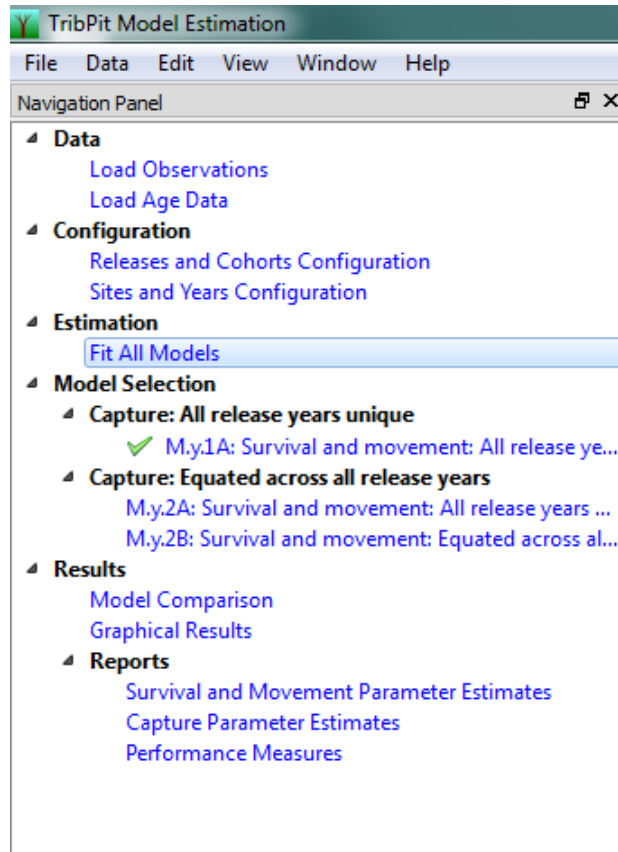 TribPit Model Estimation
File Data Edit View Window Help
Navigation Panel
Data
Load Observations
Load Age Data
Configuration
Releases and Cohorts Configuration
Sites and Years Configuration
Estimation
Fit All Models
Model Selection
Capture: All release years unique
M.y.1A: Survival and movement: All release ye...
Capture: Equated across all release years
M.y.2A: Survival and movement: All release years ...
M.y.2B: Survival and movement: Equated across al...
Results
Model Comparison
Graphical Results
Reports
Survival and Movement Parameter Estimates
Capture Parameter Estimates
Performance Measures